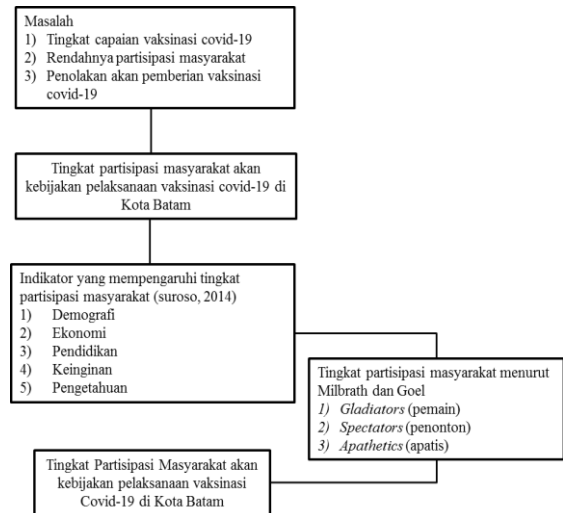 Masalah
1) Tingkat capaian vaksinasi covid-19
2) Rendahnya partisipasi masyarakat
3) Penolakan akan pemberian vaksinasi
covid-19
Tingkat partisipasi masyarakat akan
kebijakan pelaksanaan vaksinasi covid-19 di
Kota Batam
Indikator yang mempengaruhi tingkat
partisipasi masyarakat (suroso, 2014)
1) Demografi
2) Ekonomi
3) Pendidikan
4) Keinginan
5) Pengetahuan
Tingkat partisipasi masyarakat menurut
Milbrath dan Goel
1) Gladiators (pemain)
2) Spectators (penonton)
3) Apathetics (apatis)
Tingkat Partisipasi Masyarakat akan
kebijakan pelaksanaan vaksinasi
Covid-19 di Kota Batam